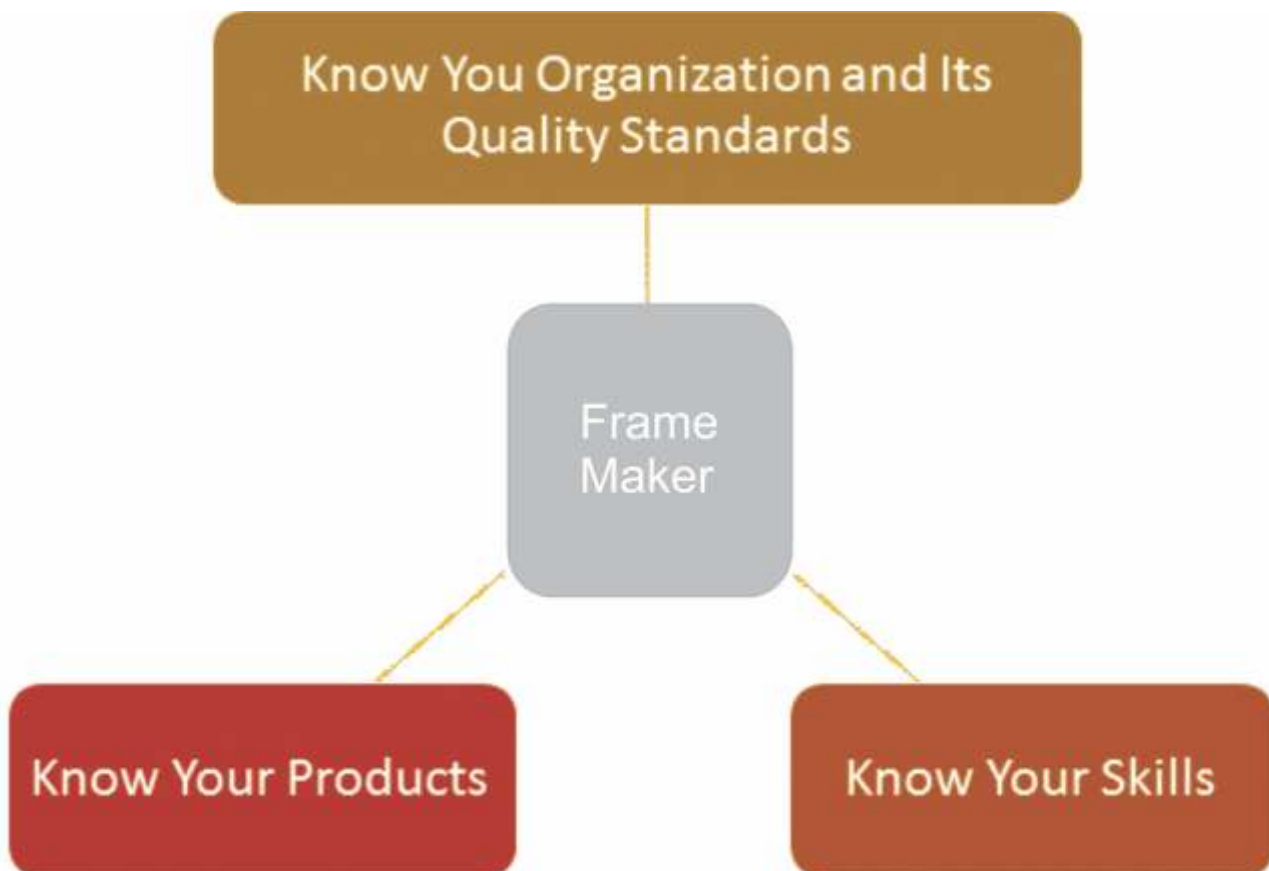 Know You Organization and Its
Quality Standards
Frame
Maker
Know Your Products
Know Your Skills